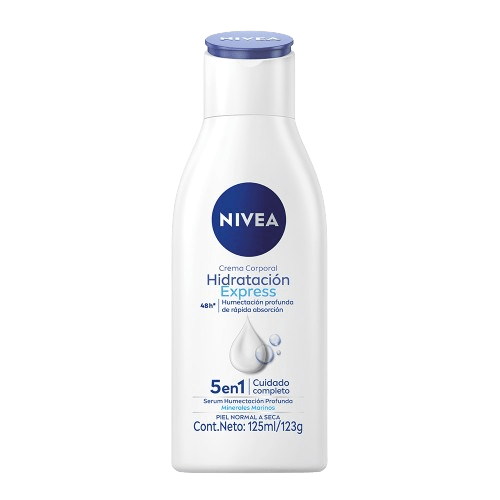 NIVEA
NIVEA
Crema Corporal
Hidratación
Express
48h* Humectación profunda
de rápida absorción
5en1 Cuidado
completo
Serum Humectación Profunda
Minerales Marinos
PIEL NORMAL A SECA
Cont.Neto: 125ml/123g